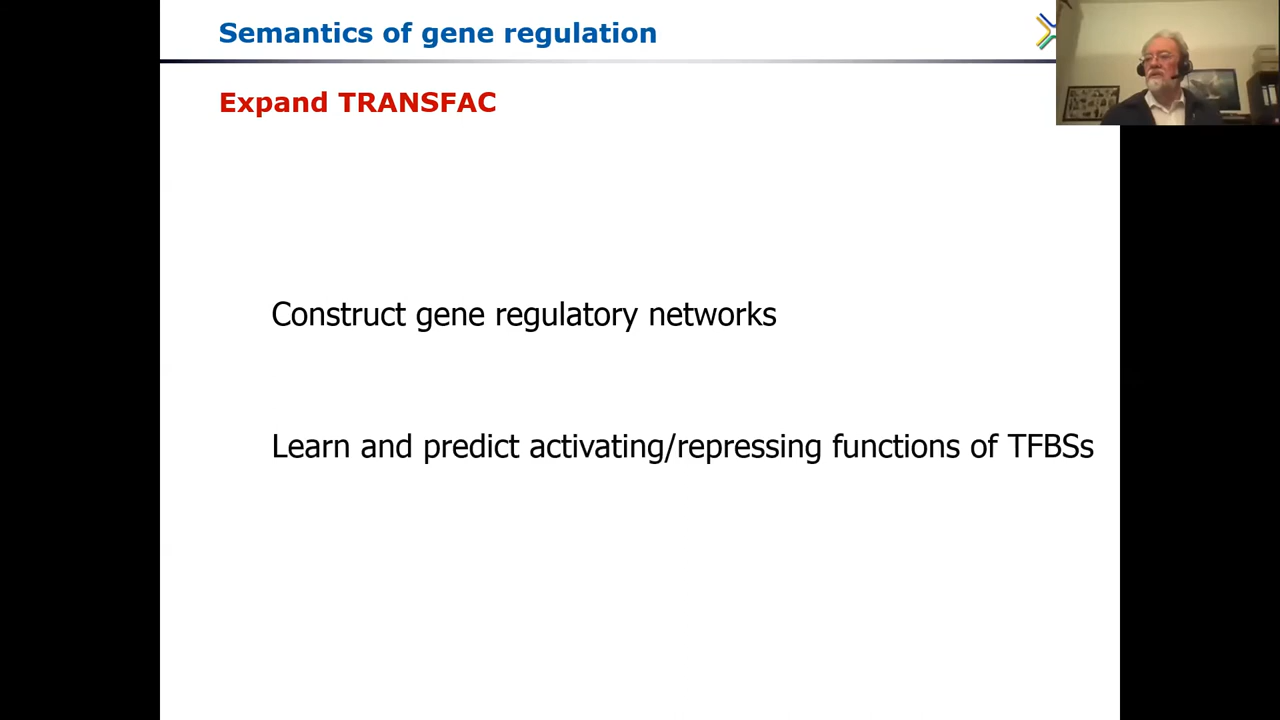 Semantics of gene regulation
Expand TRANSFAC
Construct gene regulatory networks
Learn and predict activating/repressing functions of TFBSs